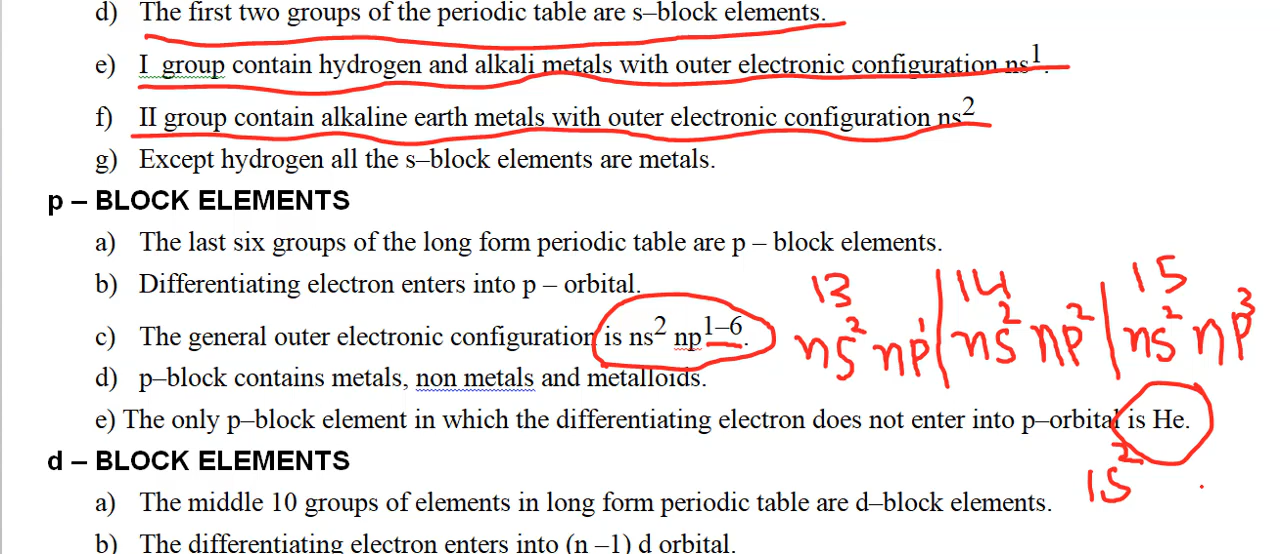 d) The first two groups of the periodic table are s–block elements.
e) I group contain hydrogen and alkali metals with outer electronic configuration ns¹.
f) II group contain alkaline earth metals with outer electronic configuration ns²
g) Except hydrogen all the s–block elements are metals.
p – BLOCK ELEMENTS
a) The last six groups of the long form periodic table are p – block elements.
b) Differentiating electron enters into p – orbital.
13 | 14 | 15
c) The general outer electronic configuration is ns² np¹⁻⁶.
ns² np¹ | ns² np² | ns² np³
d) p–block contains metals, non metals and metalloids.
e) The only p–block element in which the differentiating electron does not enter into p–orbital is He.
1s²
d – BLOCK ELEMENTS
a) The middle 10 groups of elements in long form periodic table are d–block elements.
b) The differentiating electron enters into (n –1) d orbital.